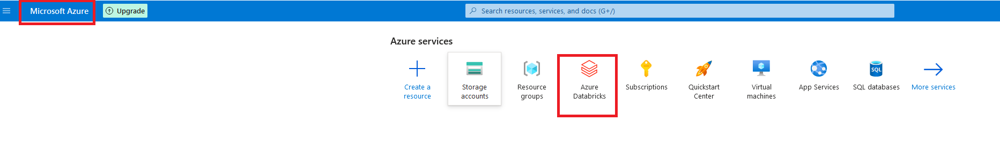 Microsoft Azure
Upgrade
Search resources, services, and docs (G+/)
Azure services
Create a
resource
Storage
accounts
Resource
groups
Azure
Databricks
Subscriptions
Quickstart
Center
Virtual
machines
App Services
SQL
SQL databases
More services